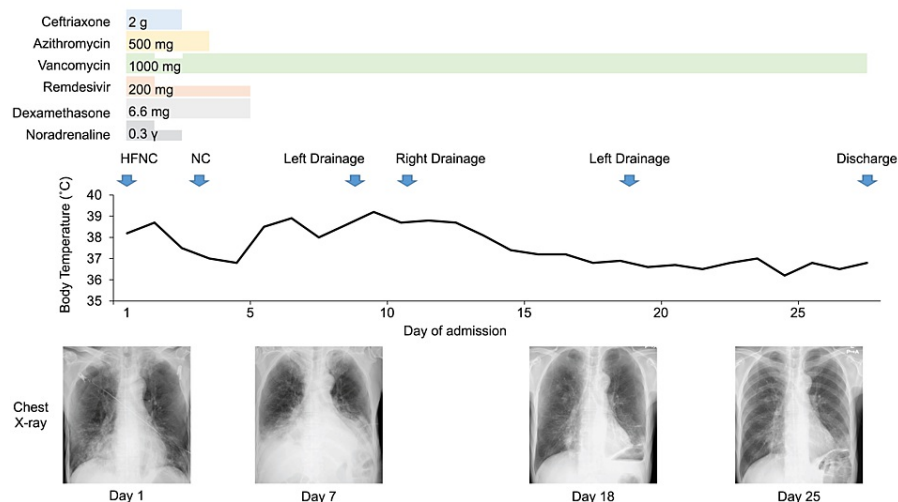 Ceftriaxone 2 g
Azithromycin 500 mg
Vancomycin 1000 mg
Remdesivir 200 mg
Dexamethasone 6.6 mg
Noradrenaline 0.3 γ
HFNC NC Left Drainage Right Drainage Left Drainage Discharge
Body Temperature (°C)
40
39
38
37
36
35
1 5 10 15 20 25
Day of admission
Chest
X-ray
Day 1 Day 7 Day 18 Day 25